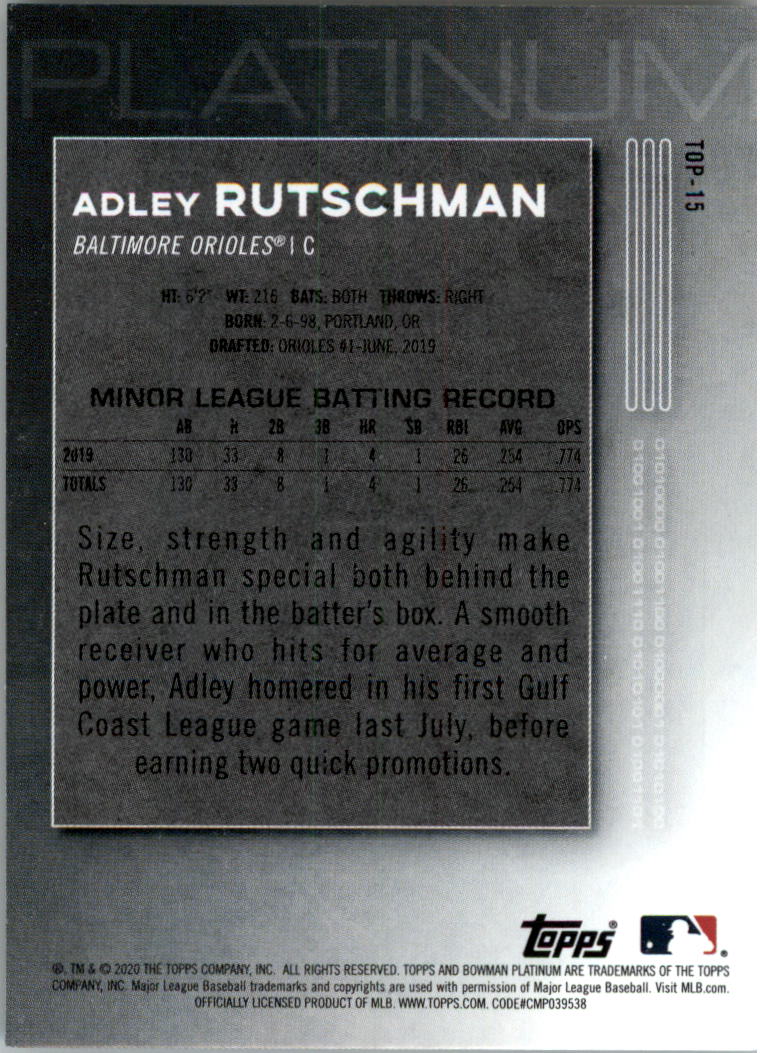 PLATINUM
TOP-15
ADLEY RUTSCHMAN
BALTIMORE ORIOLES® | C
HT: 6'2" WT: 216 BATS: BOTH THROWS: RIGHT
BORN: 2-6-98, PORTLAND, OR
DRAFTED: ORIOLES #1-JUNE, 2019
MINOR LEAGUE BATTING RECORD
AB H 2B 3B HR SB RBI AVG OPS
2019 130 33 8 1 4 1 26 .254 .774
TOTALS 130 33 8 1 4 1 26 .254 .774
Size, strength and agility make
Rutschman special both behind the
plate and in the batter's box. A smooth
receiver who hits for average and
power, Adley homered in his first Gulf
Coast League game last July, before
earning two quick promotions.
topps®
®, TM & © 2020 THE TOPPS COMPANY, INC. ALL RIGHTS RESERVED. TOPPS AND BOWMAN PLATINUM ARE TRADEMARKS OF THE TOPPS
COMPANY, INC. Major League Baseball trademarks and copyrights are used with permission of Major League Baseball. Visit MLB.com.
OFFICIALLY LICENSED PRODUCT OF MLB. WWW.TOPPS.COM. CODE#CMP039538